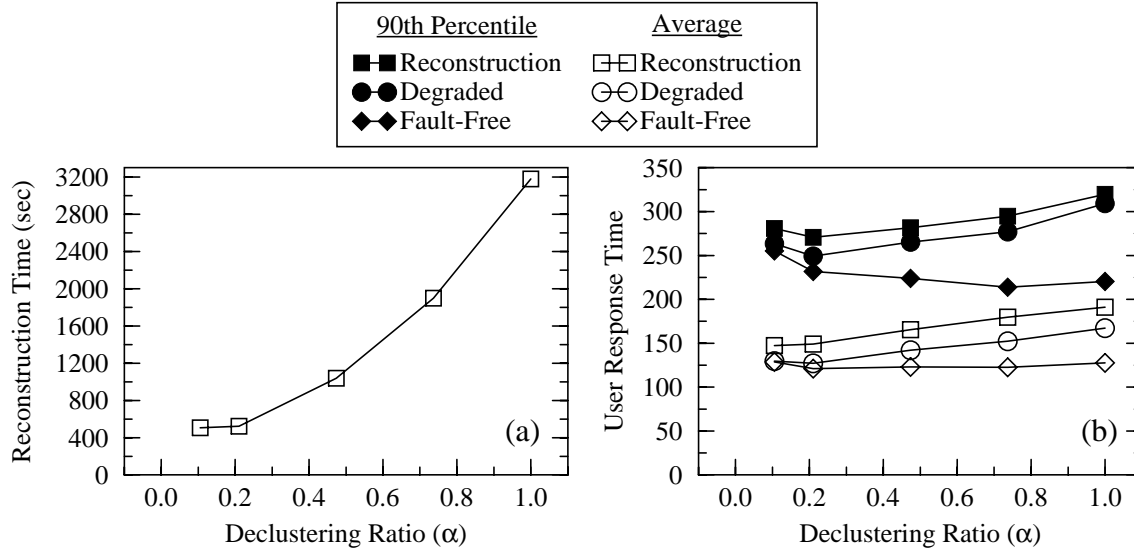 90th Percentile Average
Reconstruction Reconstruction
Degraded Degraded
Fault-Free Fault-Free
Reconstruction Time (sec)
3200
2800
2400
2000
1600
1200
800
400
0
0.0 0.2 0.4 0.6 0.8 1.0
Declustering Ratio (α)
(a)
User Response Time
350
300
250
200
150
100
50
0
0.0 0.2 0.4 0.6 0.8 1.0
Declustering Ratio (α)
(b)